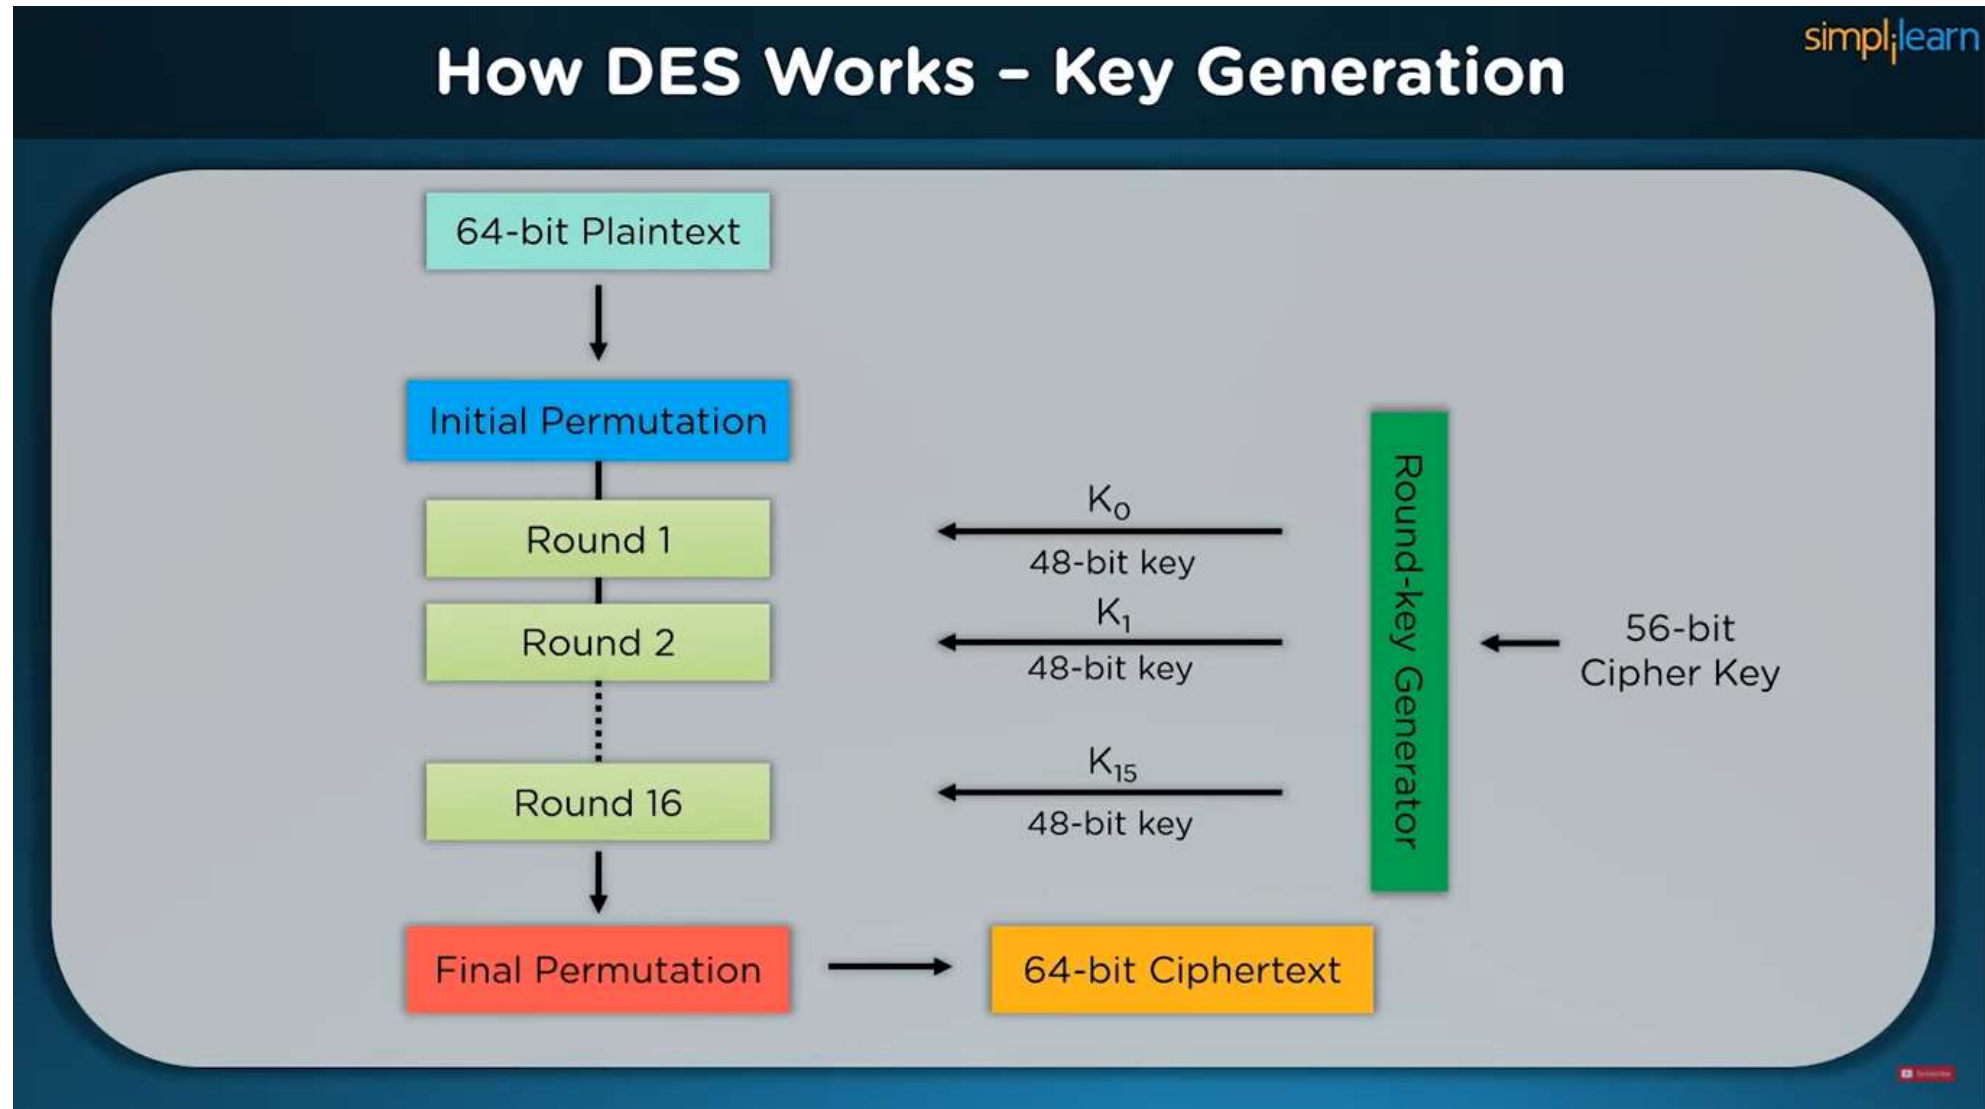 simplilearn
How DES Works – Key Generation
64-bit Plaintext
Initial Permutation
Round 1
Round 2
Round 16
Final Permutation
K₀
48-bit key
K₁
48-bit key
K₁₅
48-bit key
Round-key Generator
56-bit
Cipher Key
64-bit Ciphertext
Subscribe